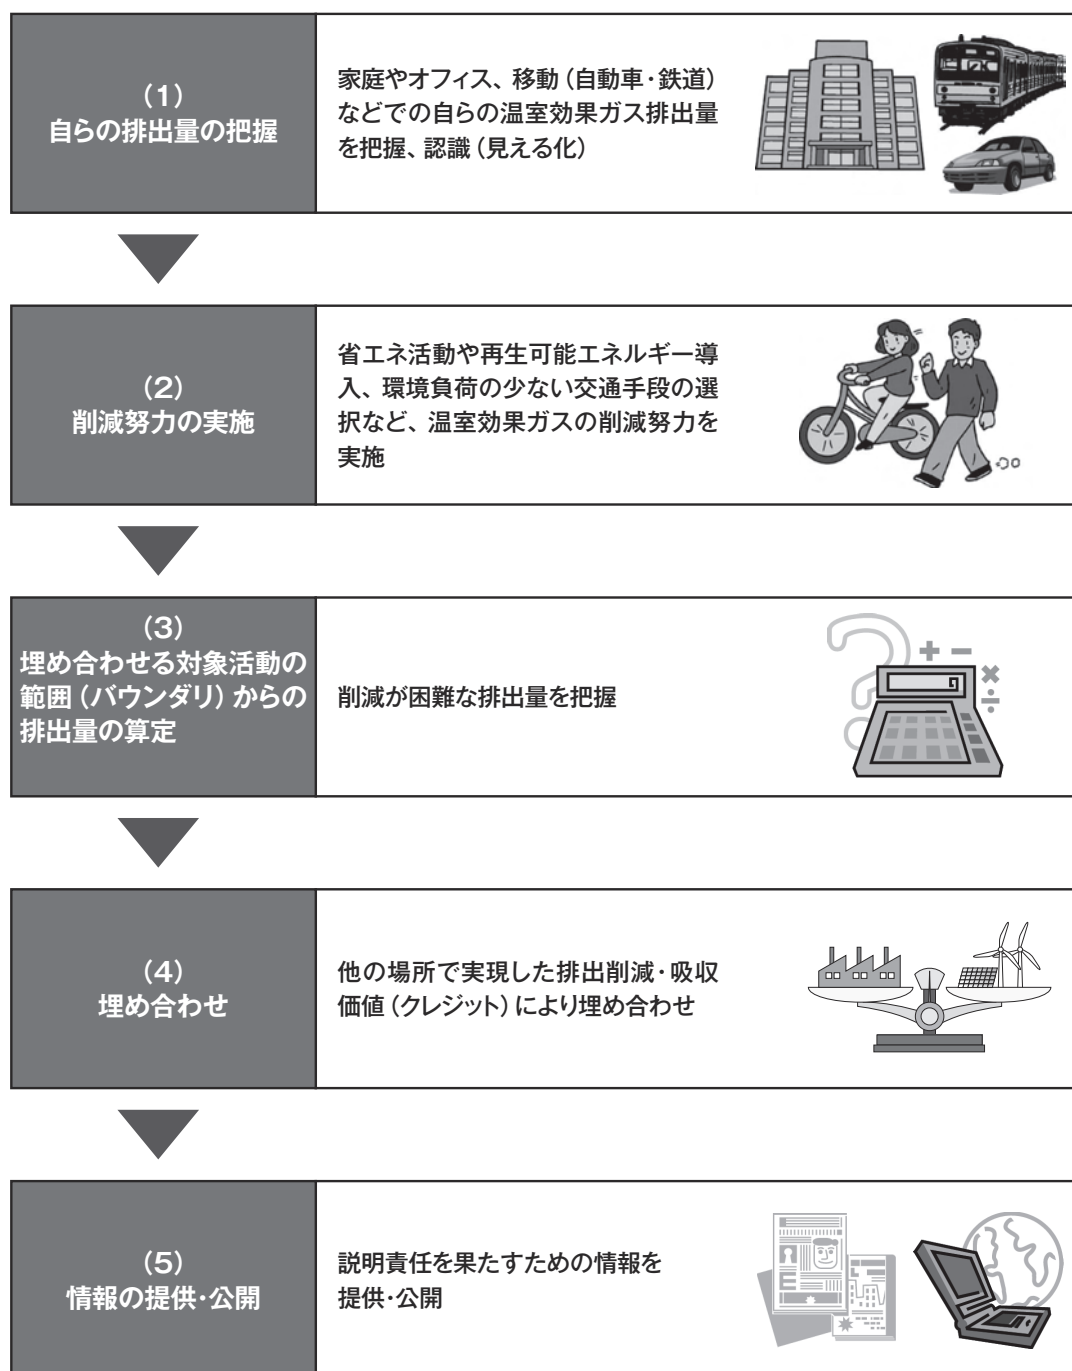 (1)
自らの排出量の把握
家庭やオフィス、移動(自動車・鉄道)
などでの自らの温室効果ガス排出量
を把握、認識(見える化)
(2)
削減努力の実施
省エネ活動や再生可能エネルギー導
入、環境負荷の少ない交通手段の選
択など、温室効果ガスの削減努力を
実施
(3)
埋め合わせる対象活動の
範囲(バウンダリ)からの
排出量の算定
削減が困難な排出量を把握
(4)
埋め合わせ
他の場所で実現した排出削減・吸収
価値(クレジット)により埋め合わせ
(5)
情報の提供・公開
説明責任を果たすための情報を
提供・公開